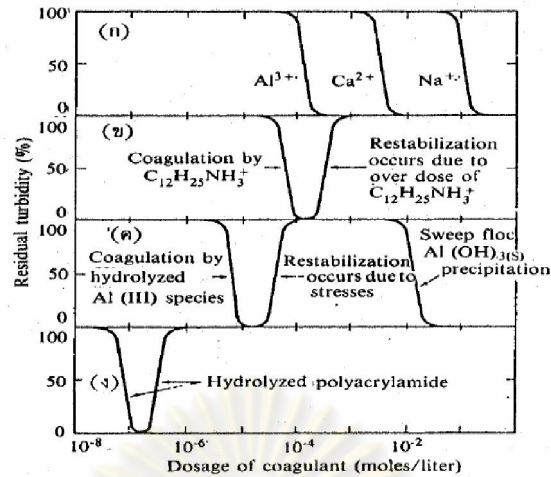 100
(ก)
50
0
Al3+
Ca2+
Na+
100
(ข)
50
0
Coagulation by
C12H25NH3+
Restabilization
occurs due to
over dose of
C12H25NH3+
100
(ค)
50
0
Coagulation by
hydrolyzed
Al (III) species
Restabilization
occurs due to
stresses
Sweep floc,
Al (OH)3(S)
precipitation
100
50
(ง)
0
Hydrolyzed polyacrylamide
Residual turbidity (%)
10-8
10-6
10-4
10-2
Dosage of coagulant (moles/liter)